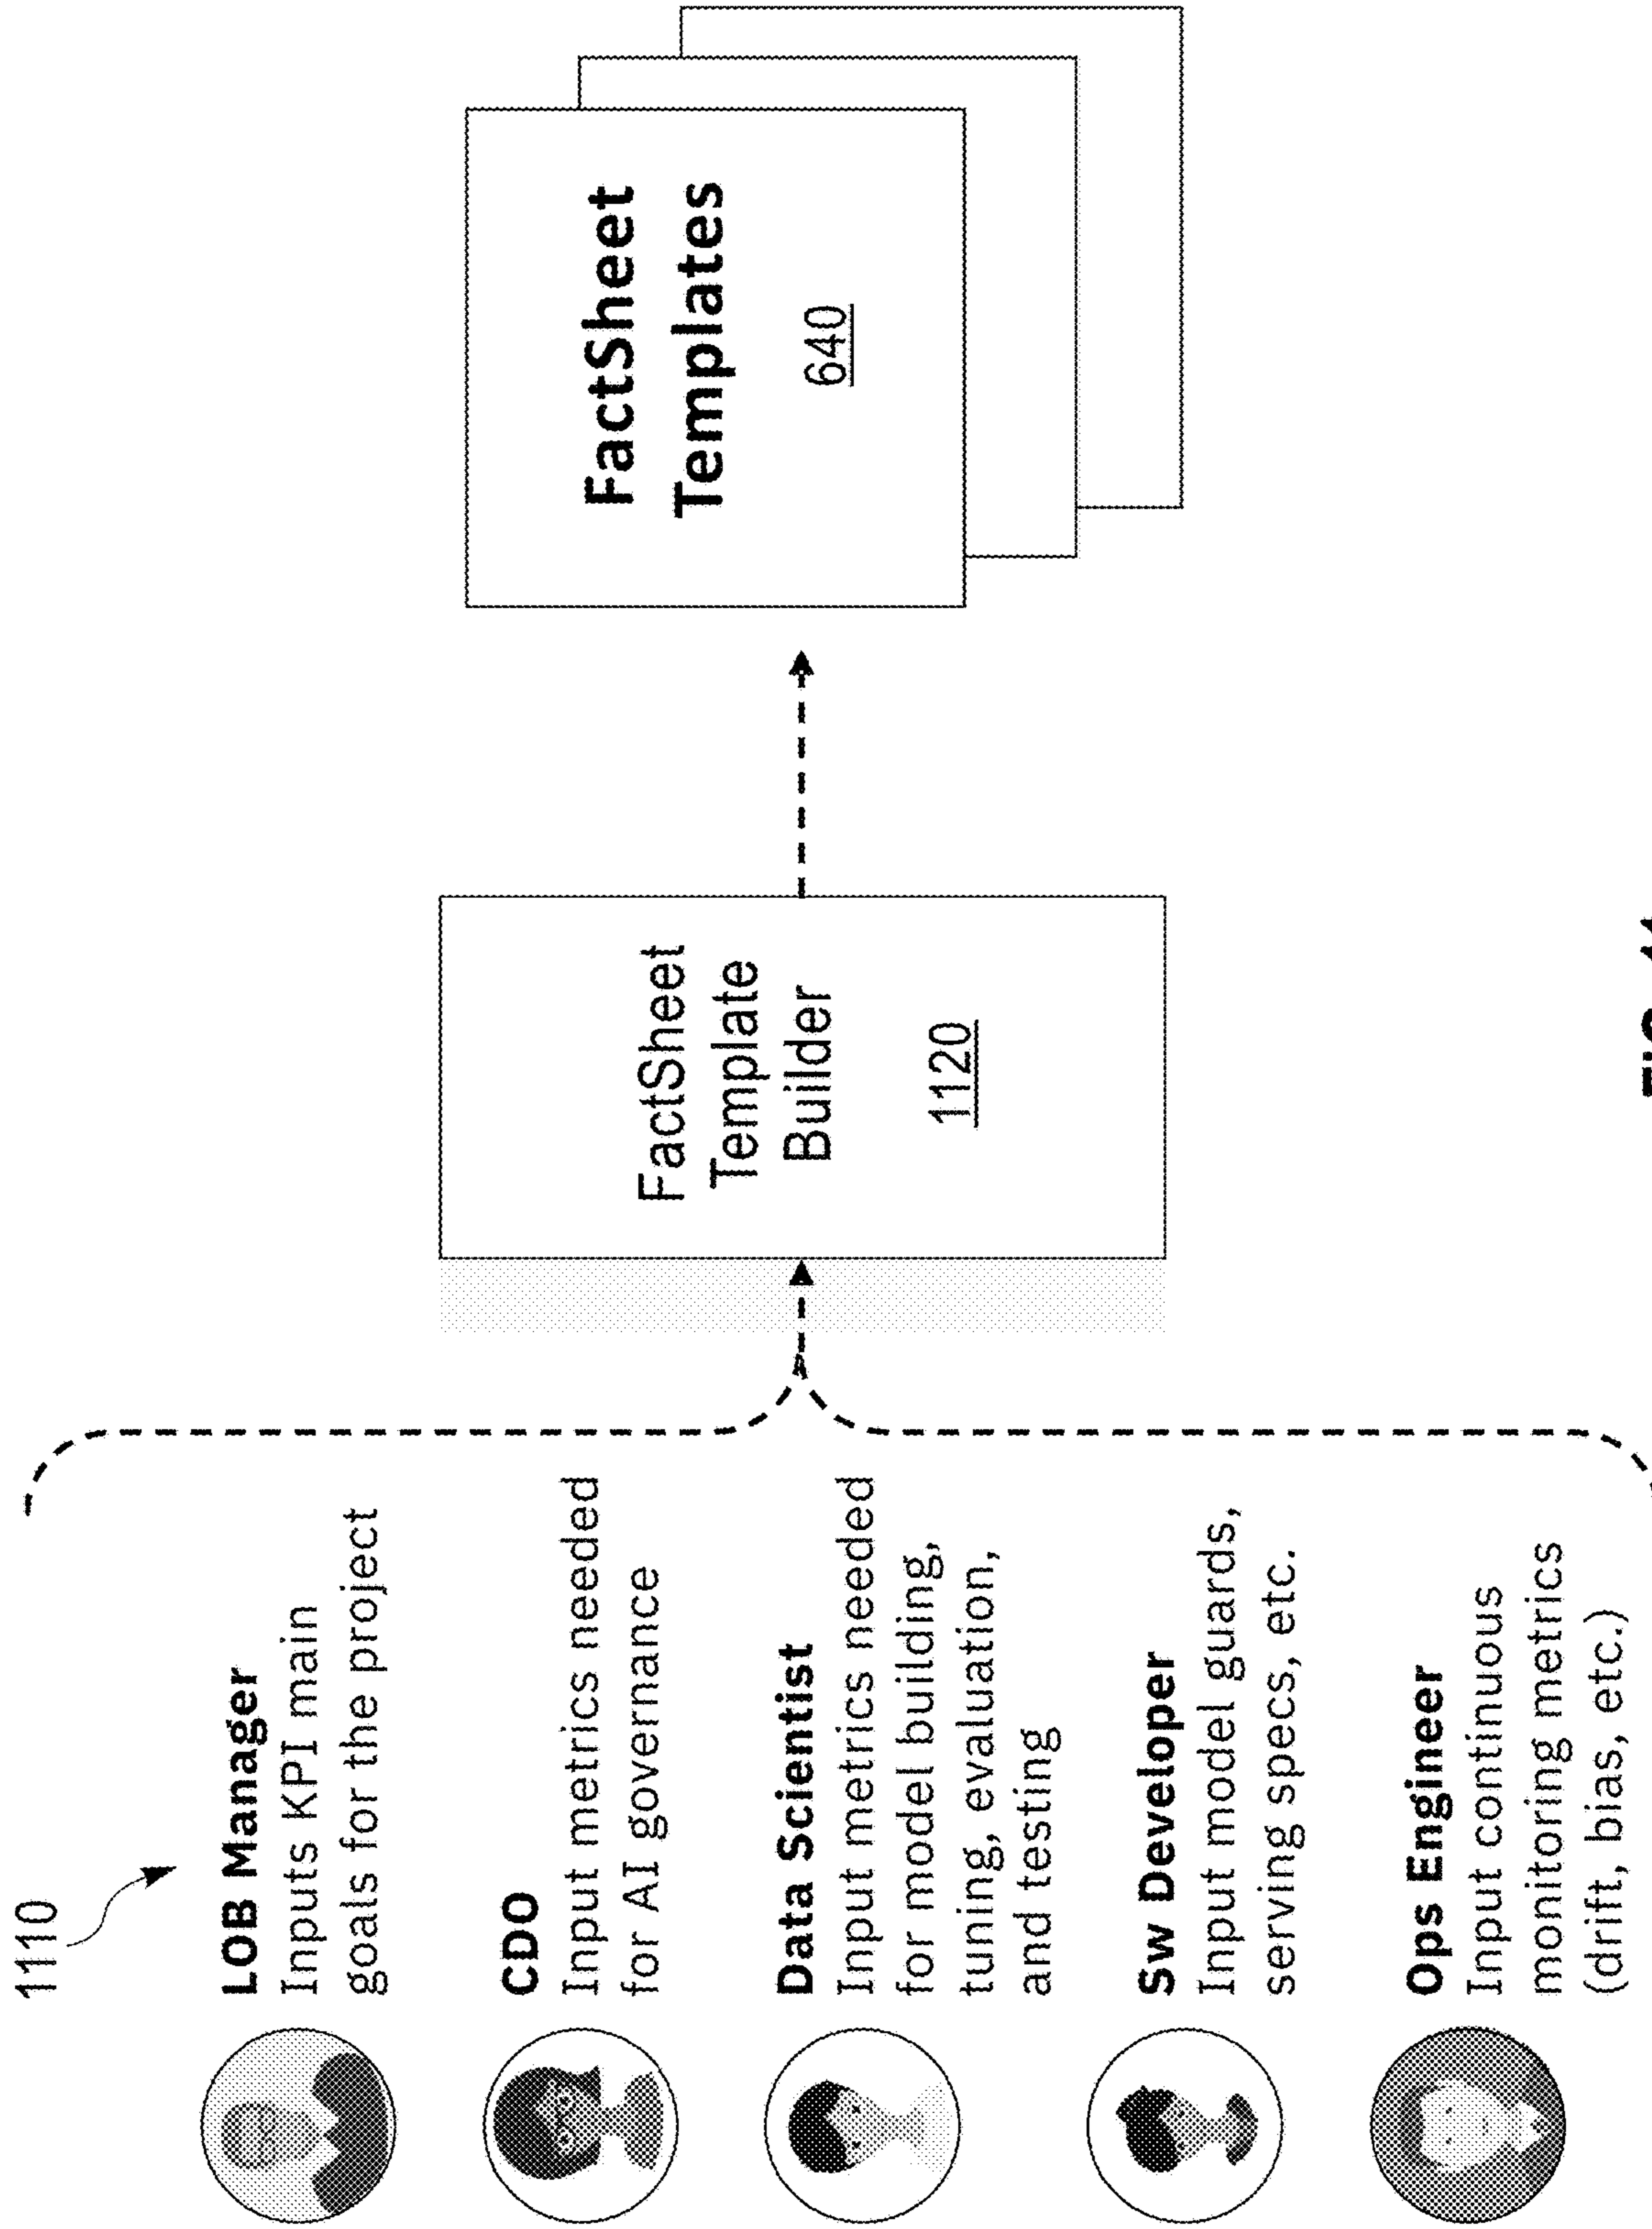 1110
LOB Manager
Inputs KPI main
goals for the project
CDO
Input metrics needed
for AI governance
Data Scientist
Input metrics needed
for model building,
tuning, evaluation,
and testing
Sw Developer
Input model guards,
serving specs, etc.
Ops Engineer
Input continuous
monitoring metrics
(drift, bias, etc.)
FactSheet
Template
Builder
1120
FactSheet
Templates
640